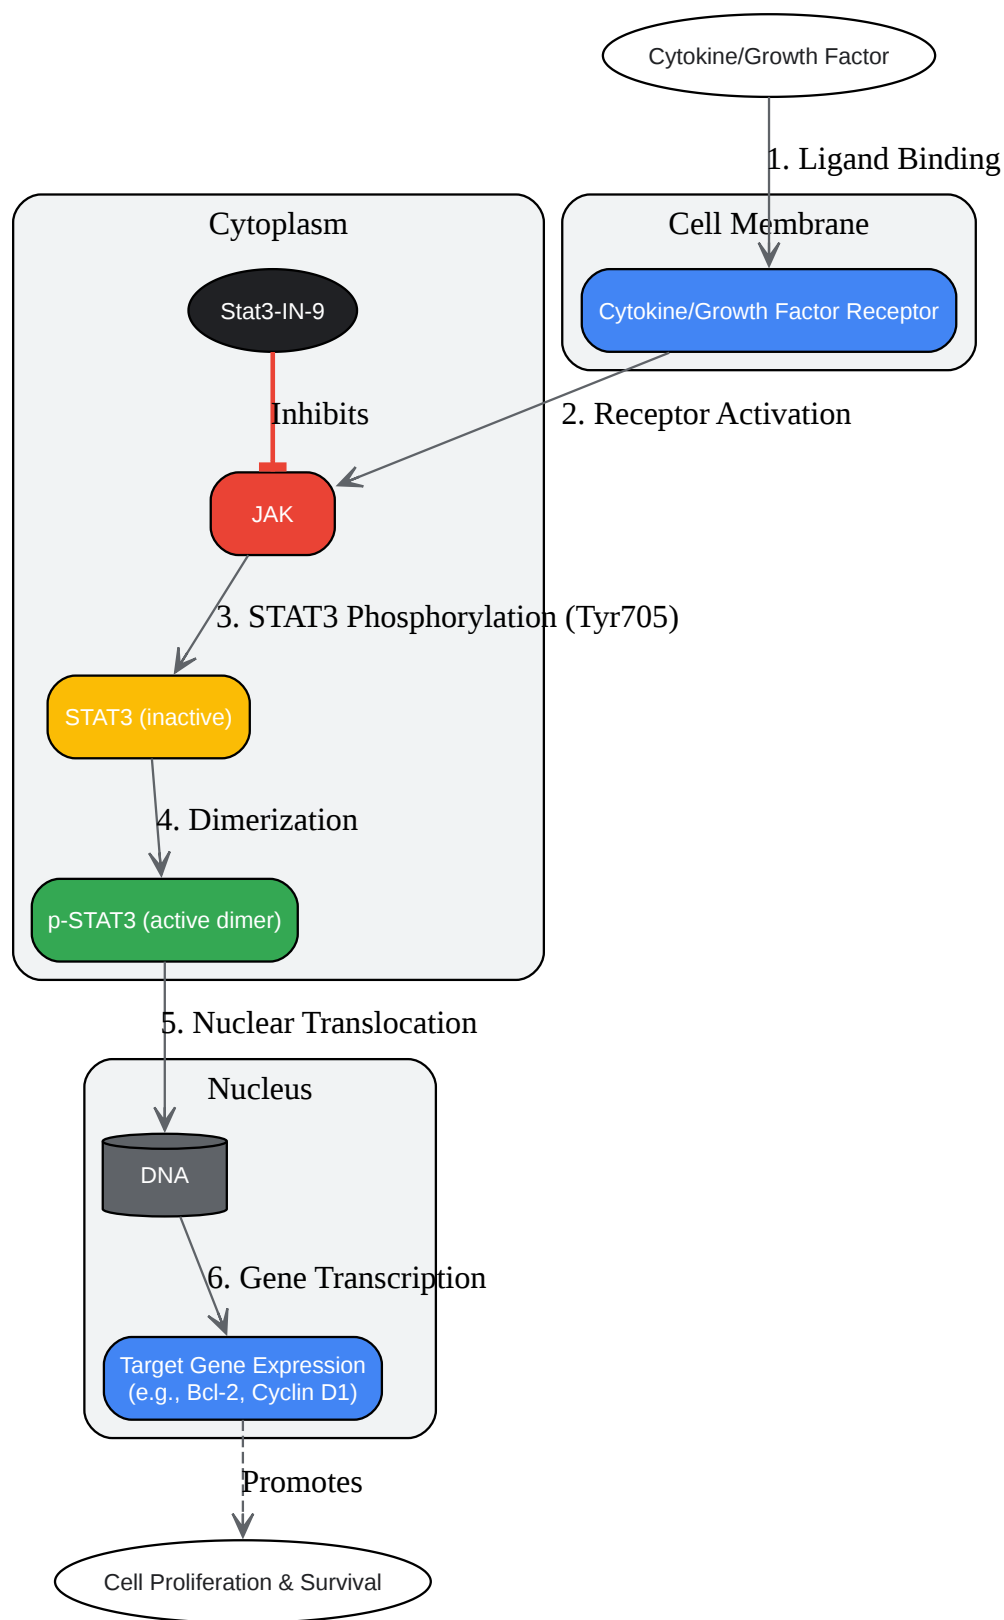 Cytokine/Growth Factor
1. Ligand Binding
Cytoplasm
Cell Membrane
Stat3-IN-9
Cytokine/Growth Factor Receptor
Inhibits
2. Receptor Activation
JAK
3. STAT3 Phosphorylation (Tyr705)
STAT3 (inactive)
4. Dimerization
p-STAT3 (active dimer)
5. Nuclear Translocation
Nucleus
DNA
6. Gene Transcription
Target Gene Expression
(e.g., Bcl-2, Cyclin D1)
Promotes
Cell Proliferation & Survival